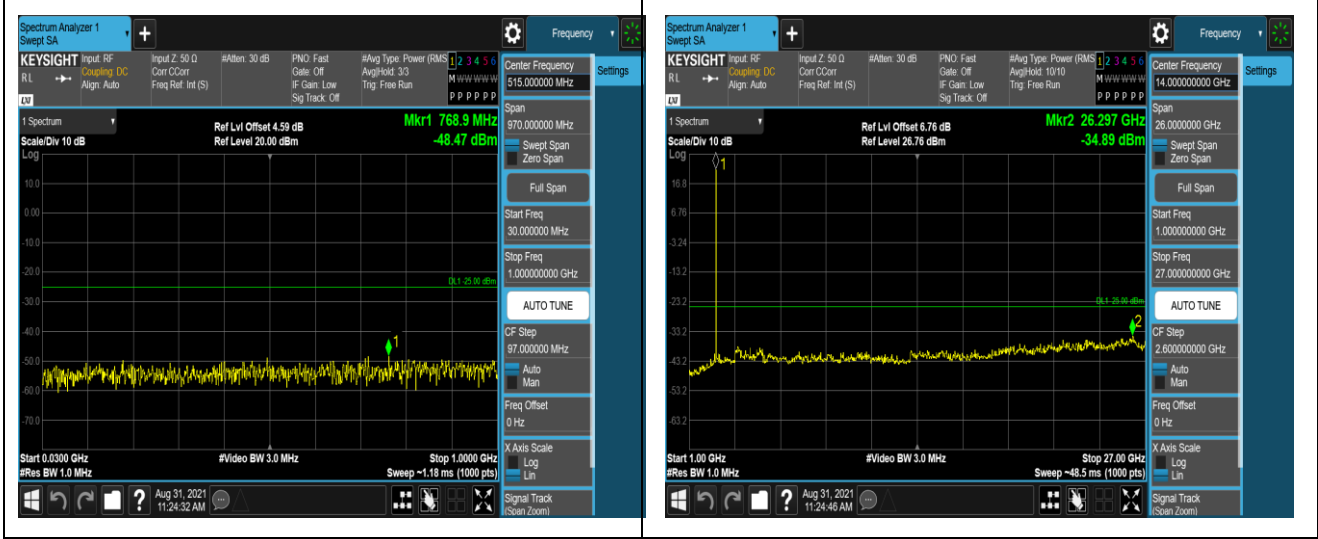 Spectrum Analyzer 1
Swept SA
Frequency
KEYSIGHT
RL
LXI
Input: RF
Coupling: DC
Align: Auto
Input Z: 50 Ω
Corr CCorr
Freq Ref: Int (S)
#Atten: 30 dB
PNO: Fast
Gate: Off
IF Gain: Low
Sig Track: Off
#Avg Type: Power (RMS
Avg|Hold: 3/3
Trig: Free Run
1 2 3 4 5 6
M W W W W W
P P P P P P
Center Frequency
515.000000 MHz
Settings
1 Spectrum
Scale/Div 10 dB
Log
Ref Lvl Offset 4.59 dB
Ref Level 20.00 dBm
Mkr1 768.9 MHz
-48.47 dBm
10.0
0.00
-10.0
-20.0
-30.0
-40.0
-50.0
-60.0
-70.0
DL1 -25.00 dBm
1
Span
970.000000 MHz
Swept Span
Zero Span
Full Span
Start Freq
30.000000 MHz
Stop Freq
1.000000000 GHz
AUTO TUNE
CF Step
97.000000 MHz
Auto
Man
Freq Offset
0 Hz
X Axis Scale
Log
Lin
Signal Track
(Span Zoom)
Start 0.0300 GHz
#Res BW 1.0 MHz
#Video BW 3.0 MHz
Stop 1.0000 GHz
Sweep ~1.18 ms (1000 pts)
?
Aug 31, 2021
11:24:32 AM
Spectrum Analyzer 1
Swept SA
Frequency
KEYSIGHT
RL
LXI
Input: RF
Coupling: DC
Align: Auto
Input Z: 50 Ω
Corr CCorr
Freq Ref: Int (S)
#Atten: 30 dB
PNO: Fast
Gate: Off
IF Gain: Low
Sig Track: Off
#Avg Type: Power (RMS
Avg|Hold: 10/10
Trig: Free Run
1 2 3 4 5 6
M W W W W W
P P P P P P
Center Frequency
14.000000000 GHz
Settings
1 Spectrum
Scale/Div 10 dB
Log
Ref Lvl Offset 6.76 dB
Ref Level 26.76 dBm
Mkr2 26.297 GHz
-34.89 dBm
16.8
6.76
-3.24
-13.2
-23.2
-33.2
-43.2
-53.2
-63.2
1
DL1 -25.00 dBm
2
Span
26.0000000 GHz
Swept Span
Zero Span
Full Span
Start Freq
1.000000000 GHz
Stop Freq
27.000000000 GHz
AUTO TUNE
CF Step
2.600000000 GHz
Auto
Man
Freq Offset
0 Hz
X Axis Scale
Log
Lin
Signal Track
(Span Zoom)
Start 1.00 GHz
#Res BW 1.0 MHz
#Video BW 3.0 MHz
Stop 27.00 GHz
Sweep ~48.5 ms (1000 pts)
?
Aug 31, 2021
11:24:46 AM